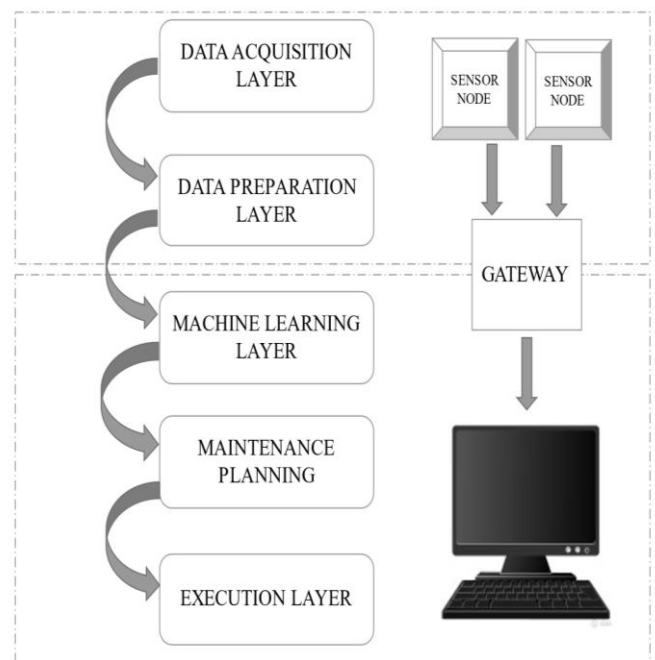 DATA ACQUISITION
LAYER
DATA PREPARATION
LAYER
MACHINE LEARNING
LAYER
MAINTENANCE
PLANNING
EXECUTION LAYER
SENSOR
NODE
SENSOR
NODE
GATEWAY